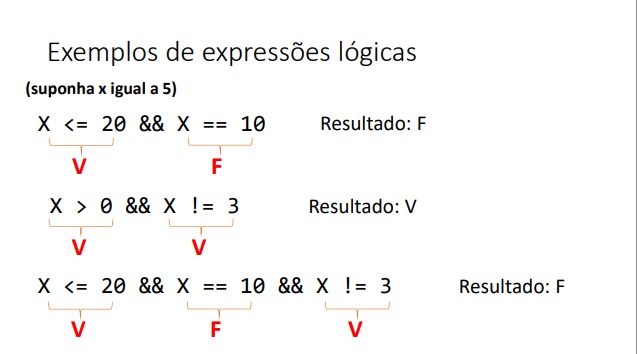 Exemplos de expressões lógicas
(suponha x igual a 5)
X <= 20 && X == 10 Resultado: F
V F
X > 0 && X != 3 Resultado: V
V V
X <= 20 && X == 10 && X != 3 Resultado: F
V F V